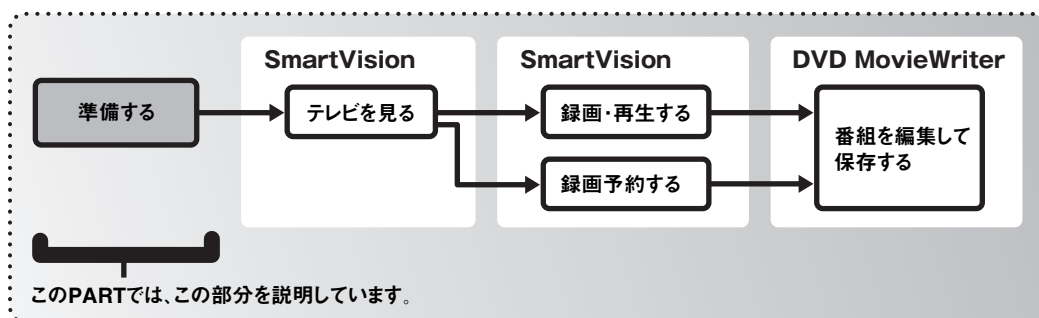 SmartVision
SmartVision
DVD MovieWriter
準備する
テレビを見る
録画・再生する
録画予約する
番組を編集して
保存する
このPARTでは、この部分を説明しています。